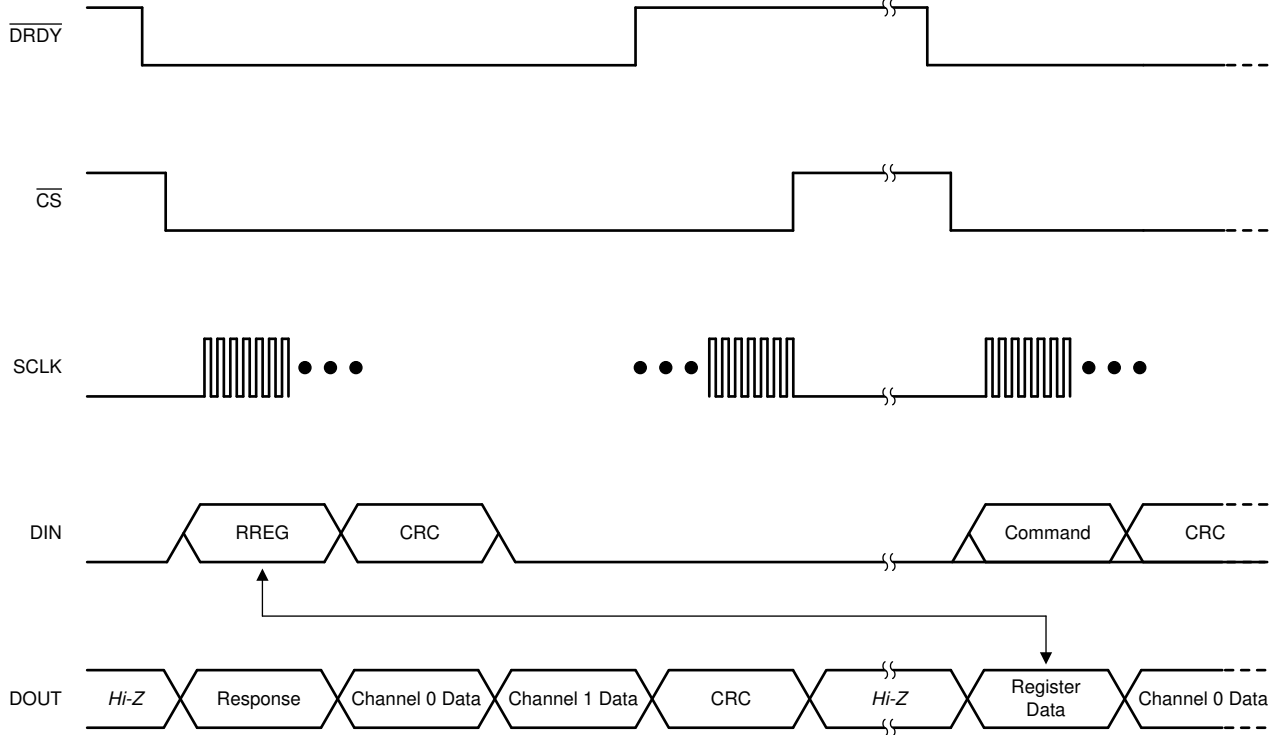 DRDY
CS
SCLK
DIN
RREG
CRC
Command
CRC
DOUT
Hi-Z
Response
Channel 0 Data
Channel 1 Data
CRC
Hi-Z
Register
Data
Channel 0 Data